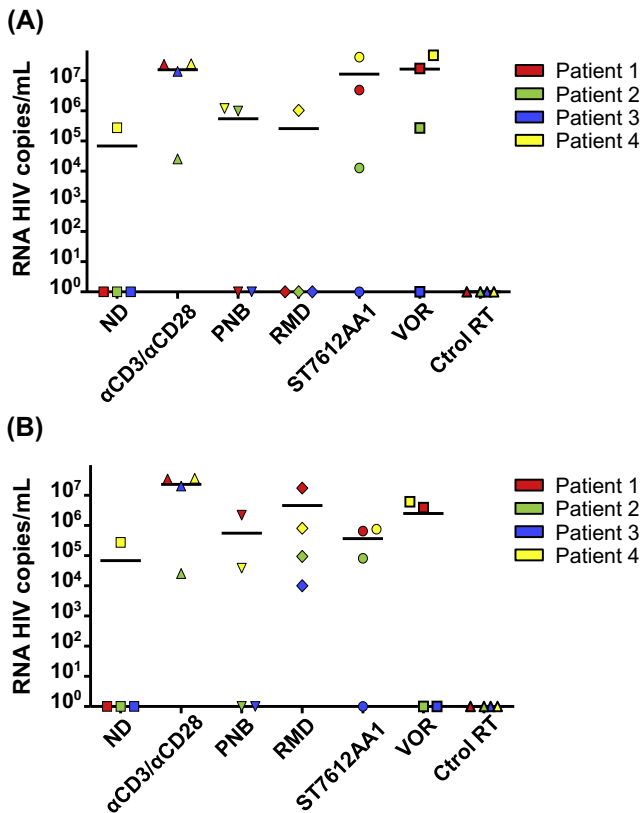 (A)
RNA HIV copies/mL
10⁷
10⁶
10⁵
10⁴
10³
10²
10¹
10⁰
ND
αCD3/αCD28
PNB
RMD
ST7612AA1
VOR
Ctrol RT
Patient 1
Patient 2
Patient 3
Patient 4
(B)
RNA HIV copies/mL
10⁷
10⁶
10⁵
10⁴
10³
10²
10¹
10⁰
ND
αCD3/αCD28
PNB
RMD
ST7612AA1
VOR
Ctrol RT
Patient 1
Patient 2
Patient 3
Patient 4